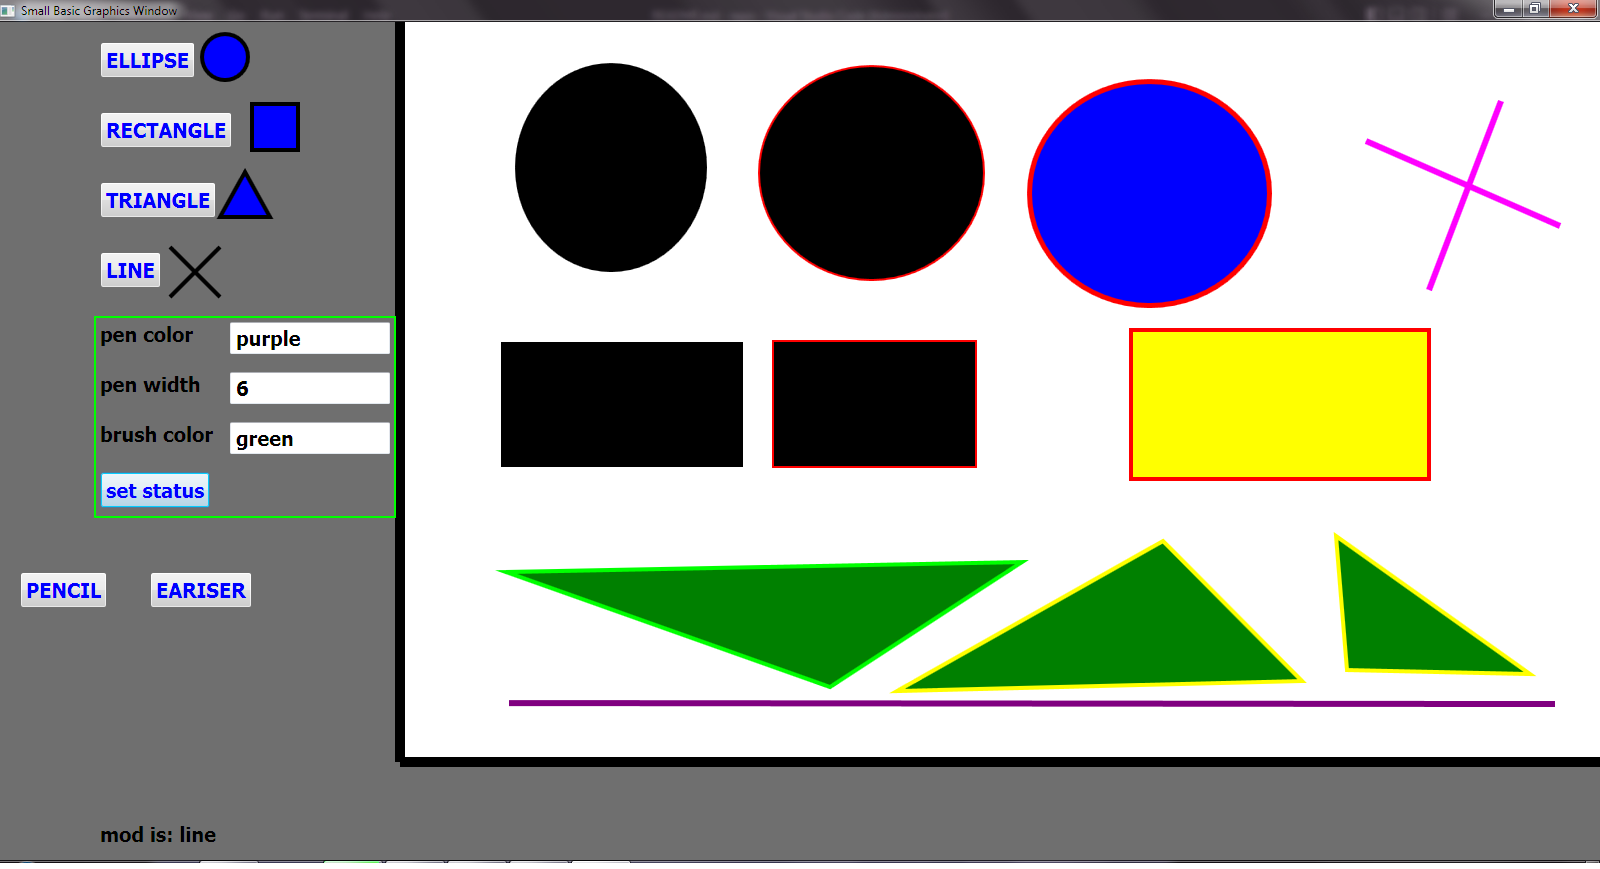 Small Basic Graphics Window
ELLIPSE
RECTANGLE
TRIANGLE
LINE
pen color purple
pen width 6
brush color green
set status
PENCIL EARISER
mod is: line